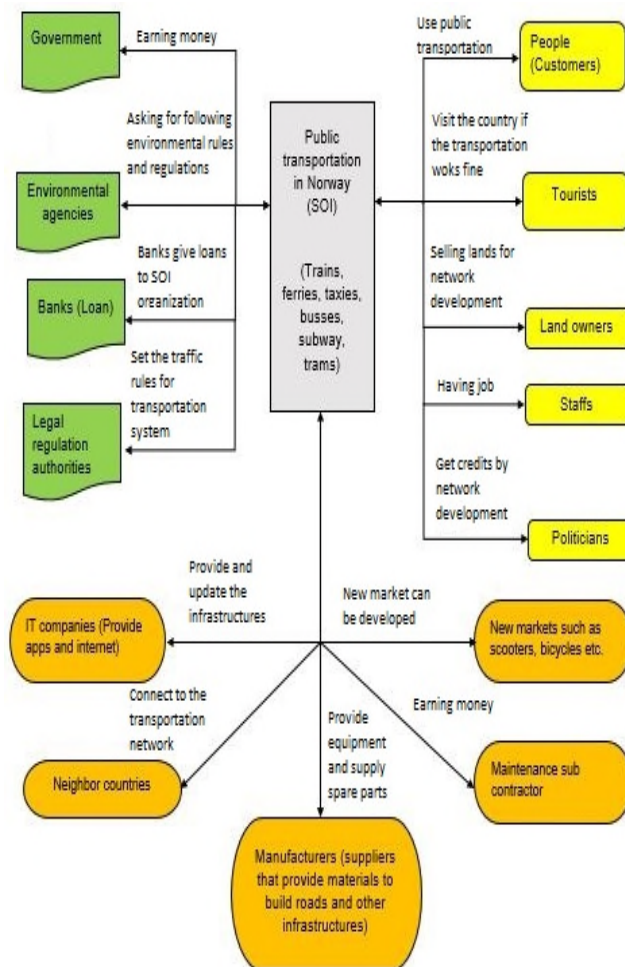 Government
Earning money
Asking for following
environmental rules
and regulations
Environmental
agencies
Banks give loans
to SOI
organization
Banks (Loan)
Set the traffic
rules for
transportation
system
Legal
regulation
authorities
Public
transportation
in Norway
(SOI)
(Trains,
ferries, taxies,
busses,
subway,
trams)
Use public
transportation
People
(Customers)
Visit the country if
the transportation
woks fine
Tourists
Selling lands for
network
development
Land owners
Having job
Staffs
Get credits by
network
development
Politicians
Provide and
update the
infrastructures
IT companies (Provide
apps and internet)
New market can
be developed
New markets such as
scooters, bicycles etc.
Connect to the
transportation
network
Neighbor countries
Provide
equipment
and supply
spare parts
Earning money
Maintenance sub
contractor
Manufacturers (suppliers
that provide materials to
build roads and other
infrastructures)